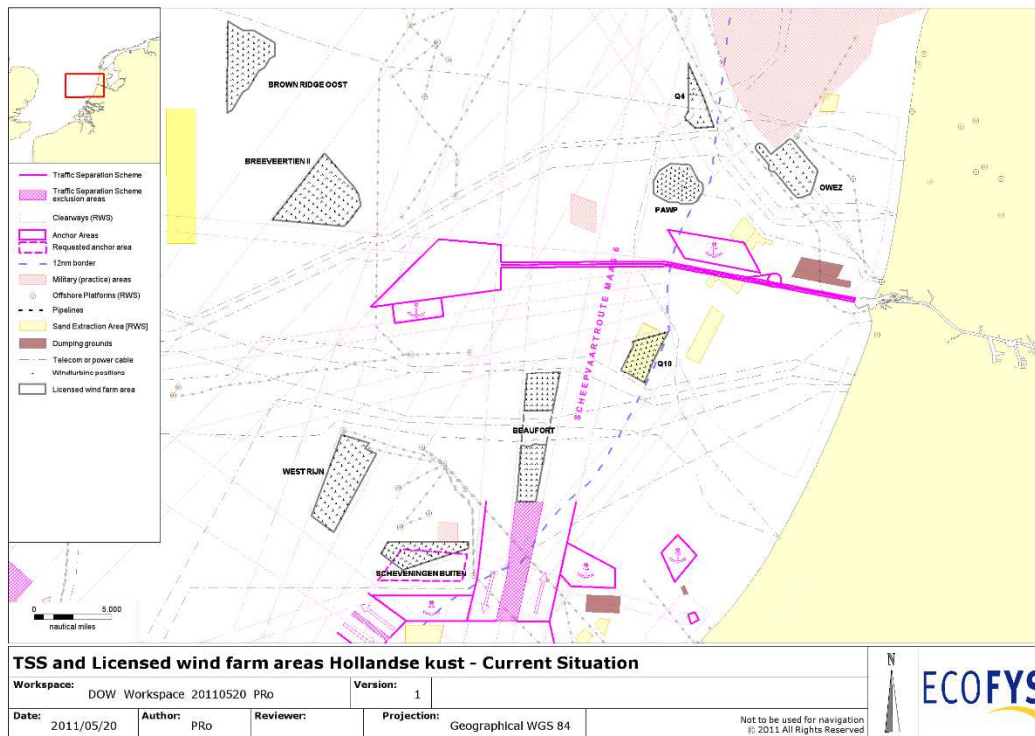 BROWN RIDGE OOST
Q4
BREEVEERTIEN II
OWEZ
PAWP
SCHEEPVAARTROUTE MAAS 6
Q10
BEAUFORT
WEST RIJN
SCHEVENINGEN BUITEN
Traffic Separation Scheme
Traffic Separation Scheme
exclusion areas
Clearways (RWS)
Anchor Areas
Requested anchor area
12nm border
Military (practice) areas
Offshore Platforms (RWS)
Pipelines
Sand Extraction Area [RWS]
Dumping grounds
Telecom or power cable
Windturbine positions
Licensed wind farm area
0 5.000
nautical miles
TSS and Licensed wind farm areas Hollandse kust - Current Situation
Workspace: DOW Workspace 20110520 PRo
Version: 1
Date: 2011/05/20
Author: PRo
Reviewer:
Projection: Geographical WGS 84
Not to be used for navigation
© 2011 All Rights Reserved
N
ECOFYS